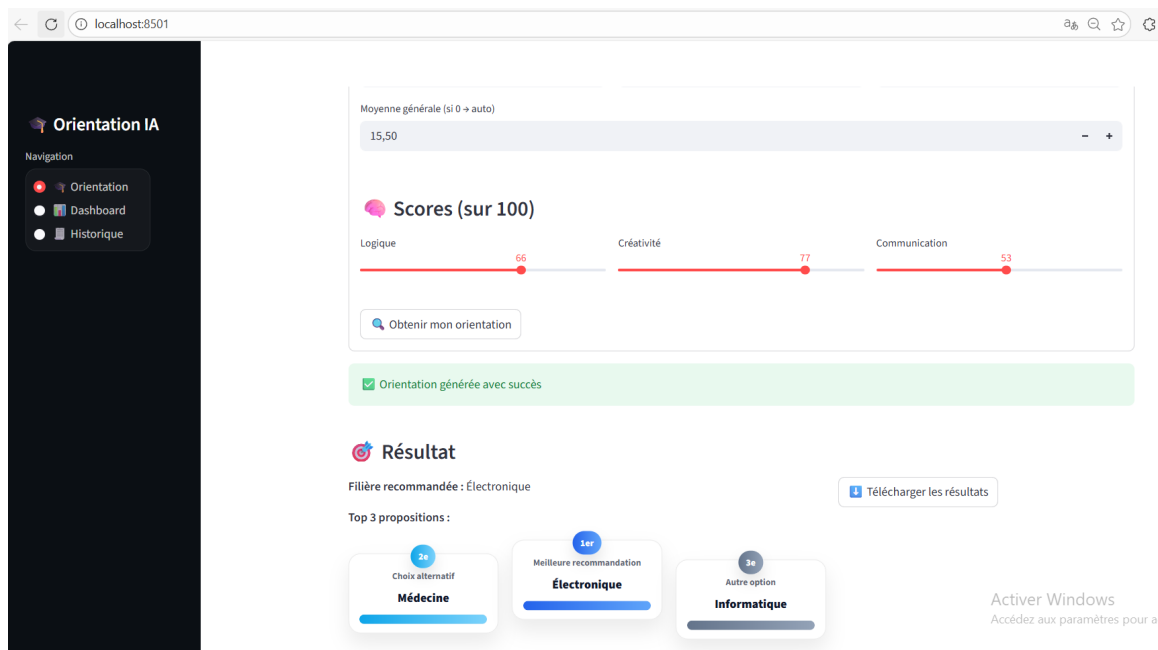 localhost:8501
Orientation IA
Navigation
Orientation
Dashboard
Historique
Moyenne générale (si 0 → auto)
15,50
Scores (sur 100)
Logique
Créativité
Communication
66
77
53
Obtenir mon orientation
Orientation générée avec succès
Résultat
Filière recommandée : Électronique
Télécharger les résultats
Top 3 propositions :
2e
Choix alternatif
Médecine
1er
Meilleure recommandation
Électronique
3e
Autre option
Informatique
Activer Windows
Accédez aux paramètres pour a